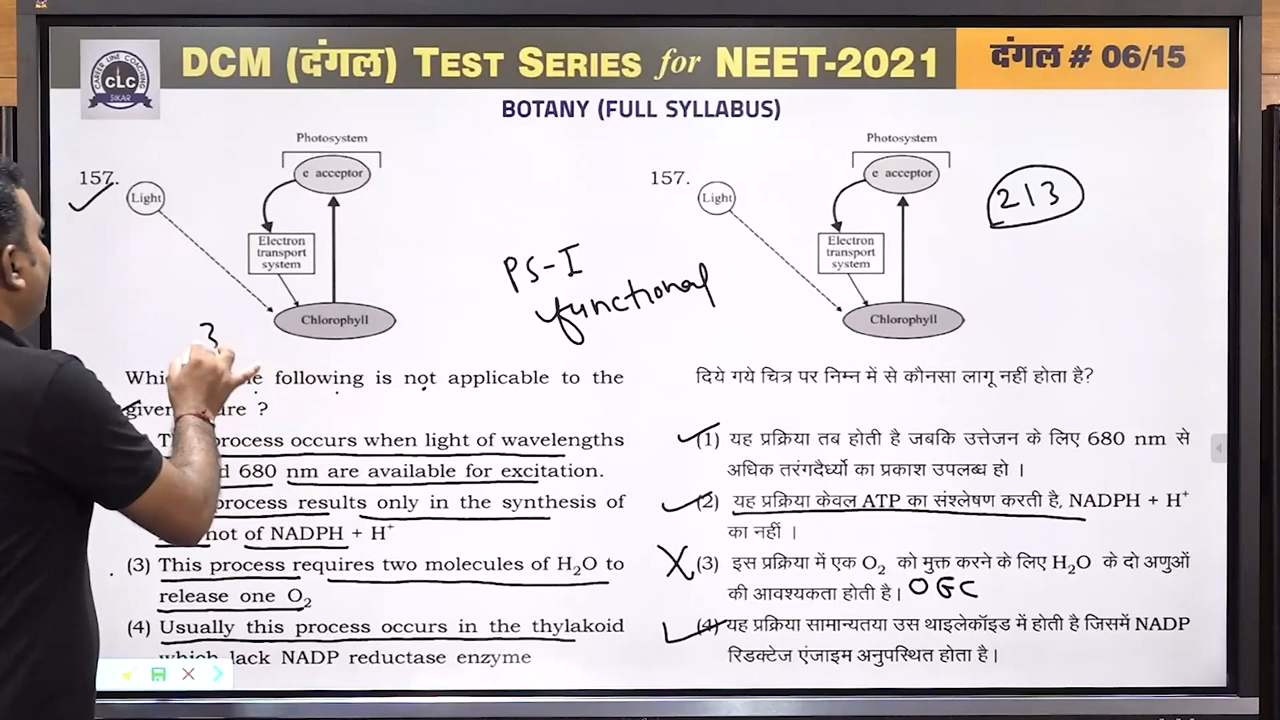 DCM (दंगल) TEST SERIES for NEET-2021
दंगल # 06/15
CAREER LINE COACHING
CLC
SIKAR
BOTANY (FULL SYLLABUS)
157.
Photosystem
e acceptor
Light
Electron
transport
system
Chlorophyll
PS-I
functional
3
following is not applicable to the
given ?
process occurs when light of wavelengths
680 nm are available for excitation.
process results only in the synthesis of
not of NADPH + H⁺
(3) This process requires two molecules of H₂O to
release one O₂
(4) Usually this process occurs in the thylakoid
which lack NADP reductase enzyme
157.
Photosystem
e acceptor
Light
Electron
transport
system
Chlorophyll
213
दिये गये चित्र पर निम्न में से कौनसा लागू नहीं होता है?
(1) यह प्रक्रिया तब होती है जबकि उत्तेजन के लिए 680 nm से
अधिक तरंगदैर्ध्यो का प्रकाश उपलब्ध हो ।
(2) यह प्रक्रिया केवल ATP का संश्लेषण करती है, NADPH + H⁺
का नहीं ।
(3) इस प्रक्रिया में एक O₂ को मुक्त करने के लिए H₂O के दो अणुओं
की आवश्यकता होती है। OGC
(4) यह प्रक्रिया सामान्यतया उस थाइलेकॉइड में होती है जिसमें NADP
रिडक्टेज एंजाइम अनुपस्थित होता है।